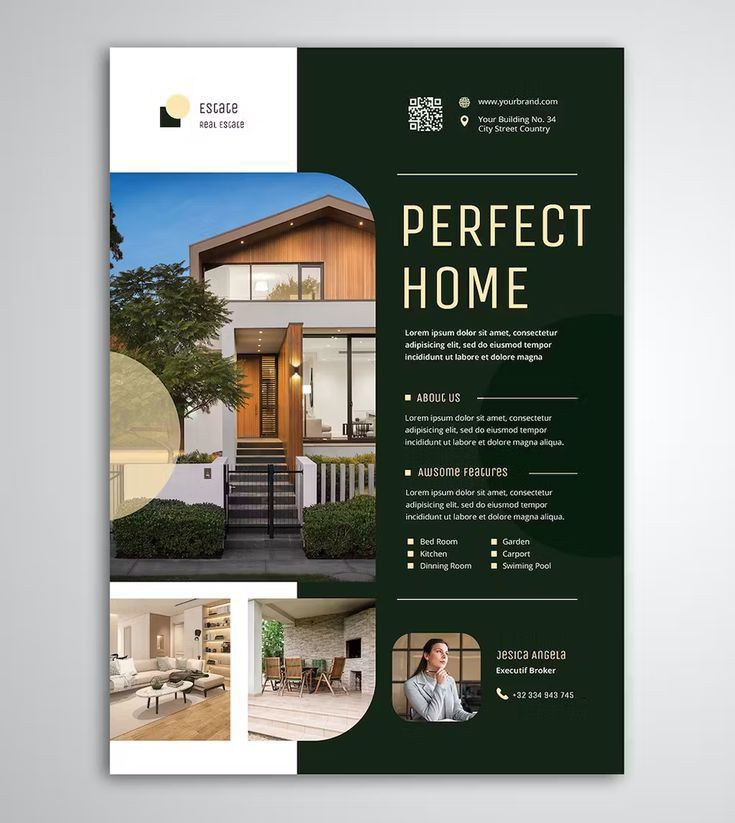 Estate
Real Estate
www.yourbrand.com
Your Building No. 34
City Street Country
PERFECT
HOME
Lorem ipsum dolor sit amet, consectetur
adipiscing elit, sed do eiusmod tempor
incididunt ut labore et dolore magna
About us
Lorem ipsum dolor sit amet, consectetur
adipiscing elit, sed do eiusmod tempor
incididunt ut labore et dolore magna aliqua.
Awsome Features
Lorem ipsum dolor sit amet, consectetur
adipiscing elit, sed do eiusmod tempor
incididunt ut labore et dolore magna aliqua.
Bed Room
Kitchen
Dinning Room
Garden
Carport
Swiming Pool
Jesica Angela
Executif Broker
+32 334 943 745